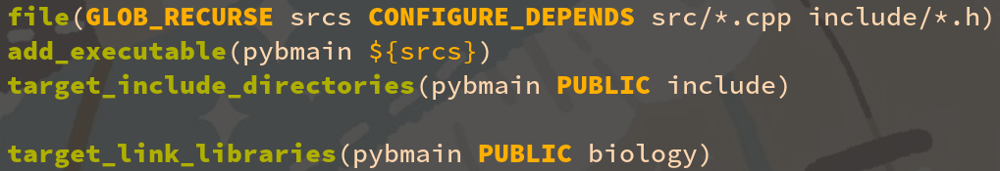 file(GLOB_RECURSE srcs CONFIGURE_DEPENDS src/*.cpp include/*.h)
add_executable(pybmain ${srcs})
target_include_directories(pybmain PUBLIC include)
target_link_libraries(pybmain PUBLIC biology)